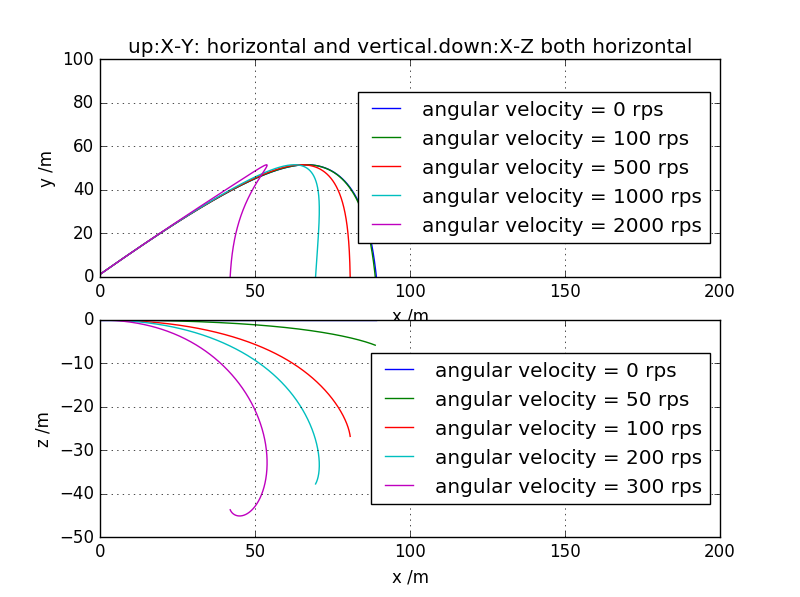 up:X-Y: horizontal and vertical.down:X-Z both horizontal
100
80
60
40
20
0
y /m
angular velocity = 0 rps
angular velocity = 100 rps
angular velocity = 500 rps
angular velocity = 1000 rps
angular velocity = 2000 rps
0 50 100 150 200
x /m
0
−10
−20
−30
−40
−50
z /m
angular velocity = 0 rps
angular velocity = 50 rps
angular velocity = 100 rps
angular velocity = 200 rps
angular velocity = 300 rps
0 50 100 150 200
x /m